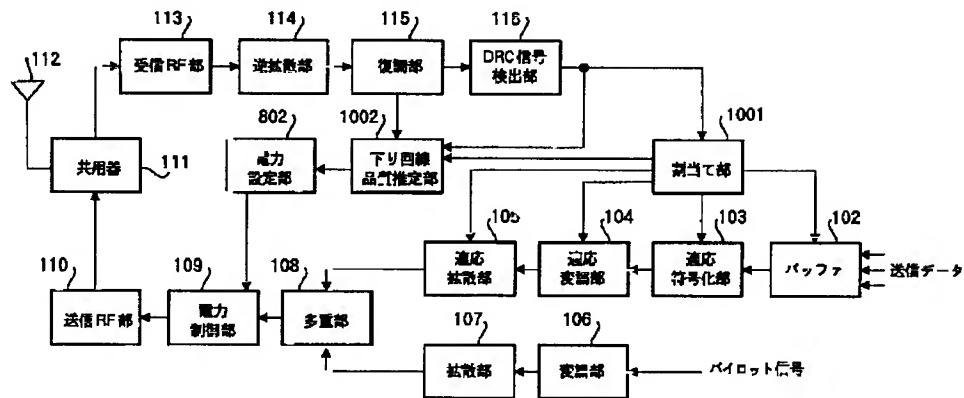 113
114
115
116
112
受信RF部
逆拡散部
復調部
DRC信号
検出部
802
1002
1001
共用器
111
電力
設定部
下り回線
品質推定部
割当て部
105
104
103
102
110
109
108
適応
拡散部
適応
変調部
適応
符号化部
バッファ
送信データ
送信RF部
電力
制御部
多重部
107
106
拡散部
変調部
パイロット信号